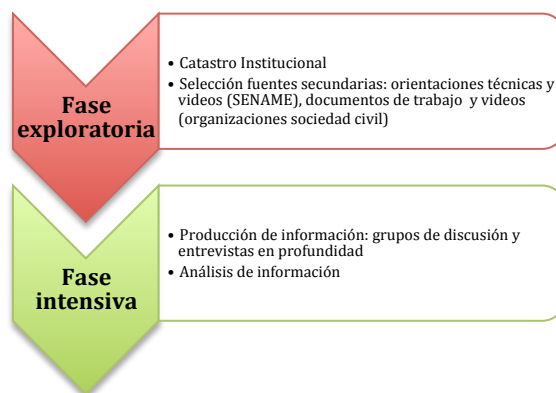 Fase
exploratoria
• Catastro Institucional
• Selección fuentes secundarias: orientaciones técnicas y
videos (SENAME), documentos de trabajo y videos
(organizaciones sociedad civil)
Fase
intensiva
• Producción de información: grupos de discusión y
entrevistas en profundidad
• Análisis de información